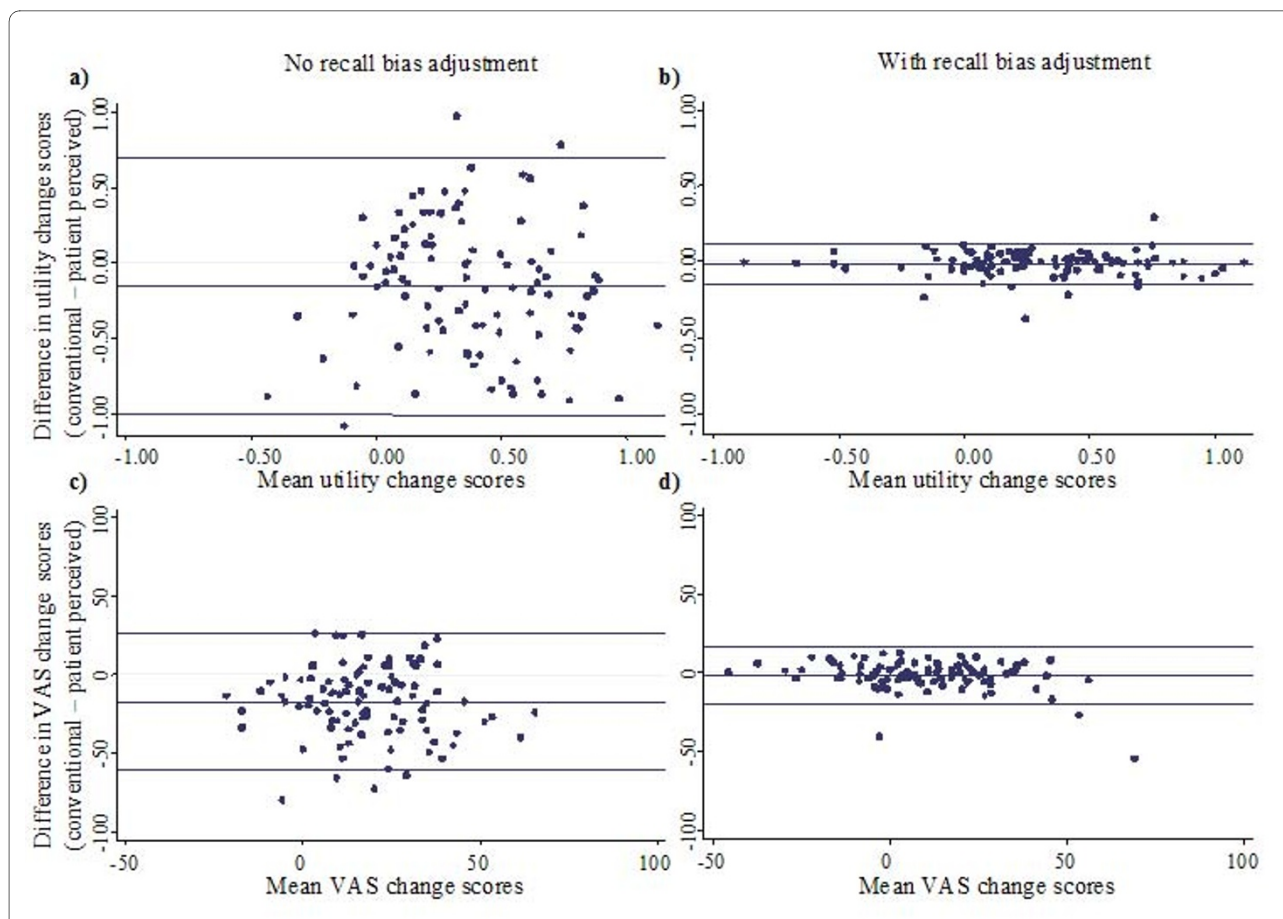 No recall bias adjustment
With recall bias adjustment
a)
b)
Difference in utility change scores
(conventional – patient perceived)
1.00
0.50
0.00
-0.50
-1.00
-1.00 -0.50 0.00 0.50 1.00
Mean utility change scores
1.00
0.50
0.00
-0.50
-1.00
-1.00 -0.50 0.00 0.50 1.00
Mean utility change scores
c)
d)
Difference in VAS change scores
(conventional – patient perceived)
100
50
0
-50
-100
-50 0 50 100
Mean VAS change scores
100
50
0
-50
-100
-50 0 50 100
Mean VAS change scores